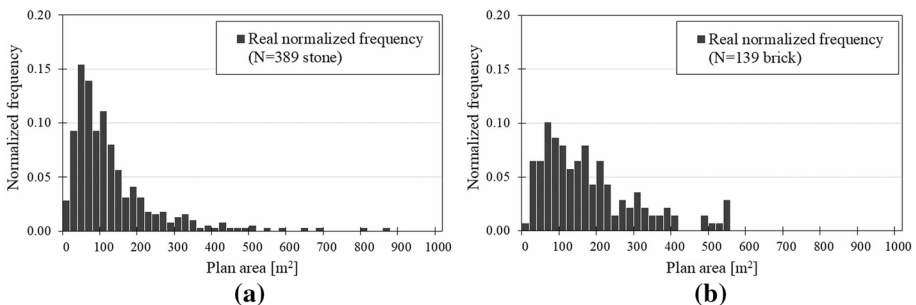 0.20
0.15
0.10
0.05
0.00
Normalized frequency
Real normalized frequency
(N=389 stone)
0 100 200 300 400 500 600 700 800 900 1000
Plan area [m²]
(a)
0.20
0.15
0.10
0.05
0.00
Normalized frequency
Real normalized frequency
(N=139 brick)
0 100 200 300 400 500 600 700 800 900 1000
Plan area [m²]
(b)